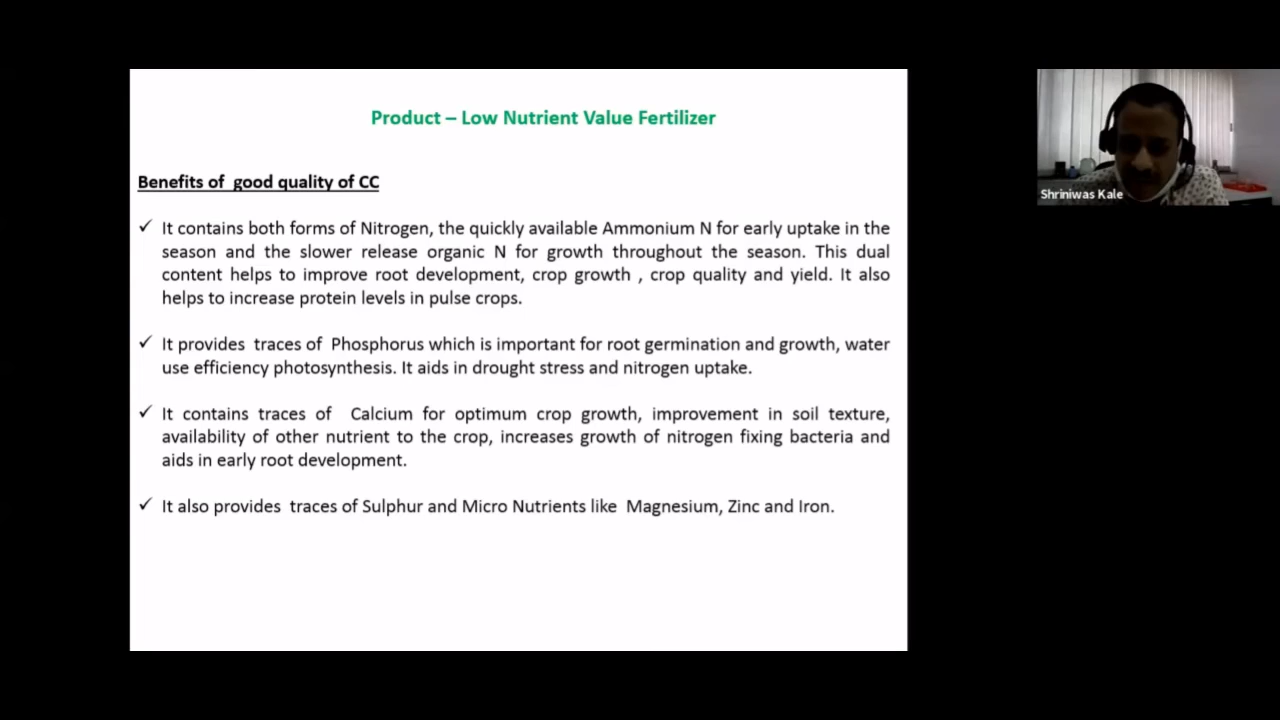 Product – Low Nutrient Value Fertilizer
Benefits of good quality of CC
✓ It contains both forms of Nitrogen, the quickly available Ammonium N for early uptake in the
season and the slower release organic N for growth throughout the season. This dual
content helps to improve root development, crop growth , crop quality and yield. It also
helps to increase protein levels in pulse crops.
✓ It provides traces of Phosphorus which is important for root germination and growth, water
use efficiency photosynthesis. It aids in drought stress and nitrogen uptake.
✓ It contains traces of Calcium for optimum crop growth, improvement in soil texture,
availability of other nutrient to the crop, increases growth of nitrogen fixing bacteria and
aids in early root development.
✓ It also provides traces of Sulphur and Micro Nutrients like Magnesium, Zinc and Iron.
Shriniwas Kale